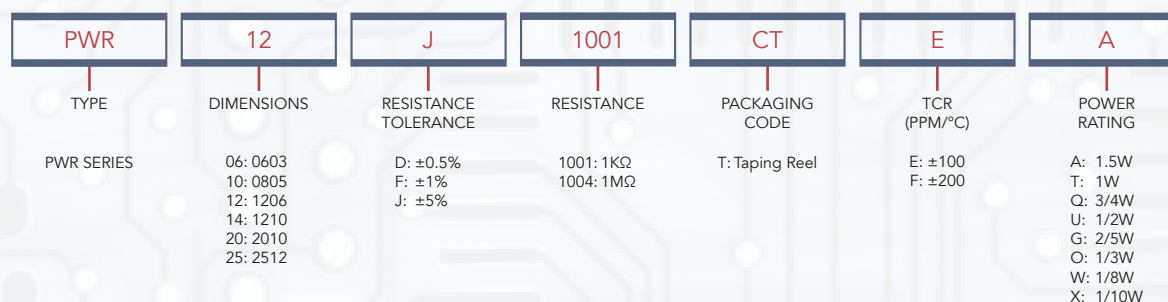 PWR 12 J 1001 CT E A
TYPE
PWR SERIES
DIMENSIONS
06: 0603
10: 0805
12: 1206
14: 1210
20: 2010
25: 2512
RESISTANCE
TOLERANCE
D: ±0.5%
F: ±1%
J: ±5%
RESISTANCE
1001: 1KΩ
1004: 1MΩ
PACKAGING
CODE
T: Taping Reel
TCR
(PPM/°C)
E: ±100
F: ±200
POWER
RATING
A: 1.5W
T: 1W
Q: 3/4W
U: 1/2W
G: 2/5W
O: 1/3W
W: 1/8W
X: 1/10W